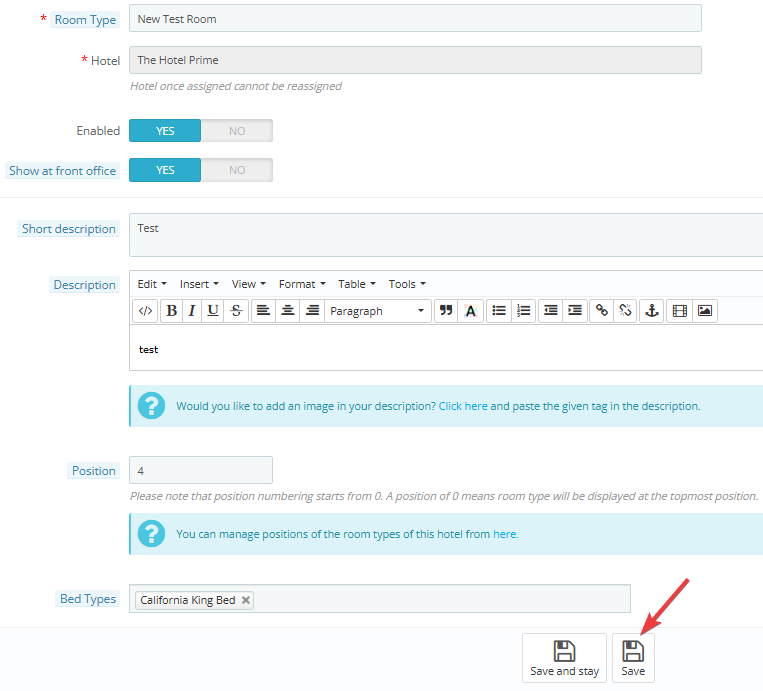 * Room Type New Test Room
* Hotel The Hotel Prime
Hotel once assigned cannot be reassigned
Enabled YES NO
Show at front office YES NO
Short description Test
Description Edit Insert View Format Table Tools
</> B I U S Paragraph A
test
? Would you like to add an image in your description? Click here and paste the given tag in the description.
Position 4
Please note that position numbering starts from 0. A position of 0 means room type will be displayed at the topmost position.
? You can manage positions of the room types of this hotel from here.
Bed Types California King Bed ×
Save and stay Save